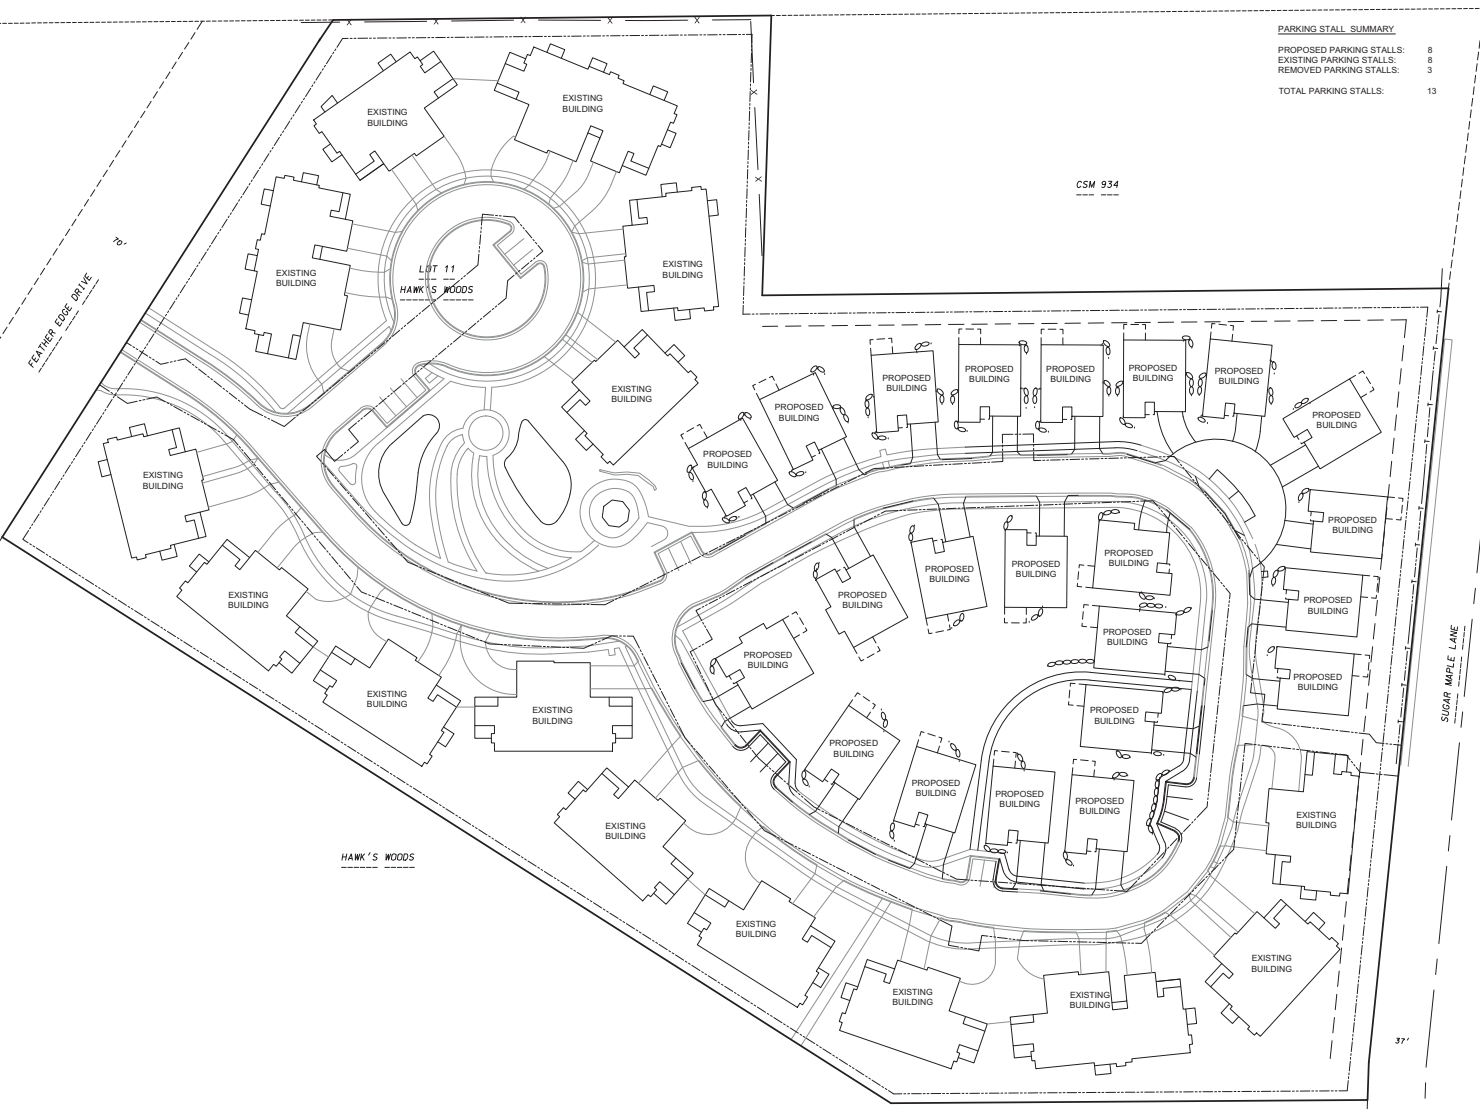 PARKING STALL SUMMARY
PROPOSED PARKING STALLS: 8
EXISTING PARKING STALLS: 8
REMOVED PARKING STALLS: 3
TOTAL PARKING STALLS: 13
EXISTING
BUILDING
EXISTING
BUILDING
CSM 934
70'
FEATHER EDGE DRIVE
EXISTING
BUILDING
LOT 11
HAWK'S WOODS
EXISTING
BUILDING
EXISTING
BUILDING
PROPOSED
BUILDING
PROPOSED
BUILDING
PROPOSED
BUILDING
PROPOSED
BUILDING
PROPOSED
BUILDING
PROPOSED
BUILDING
PROPOSED
BUILDING
PROPOSED
BUILDING
EXISTING
BUILDING
PROPOSED
BUILDING
EXISTING
BUILDING
PROPOSED
BUILDING
PROPOSED
BUILDING
PROPOSED
BUILDING
PROPOSED
BUILDING
PROPOSED
BUILDING
PROPOSED
BUILDING
PROPOSED
BUILDING
EXISTING
BUILDING
EXISTING
BUILDING
PROPOSED
BUILDING
PROPOSED
BUILDING
SUGAR MAPLE LANE
PROPOSED
BUILDING
PROPOSED
BUILDING
PROPOSED
BUILDING
PROPOSED
BUILDING
EXISTING
BUILDING
EXISTING
BUILDING
HAWK'S WOODS
EXISTING
BUILDING
EXISTING
BUILDING
EXISTING
BUILDING
EXISTING
BUILDING
37'